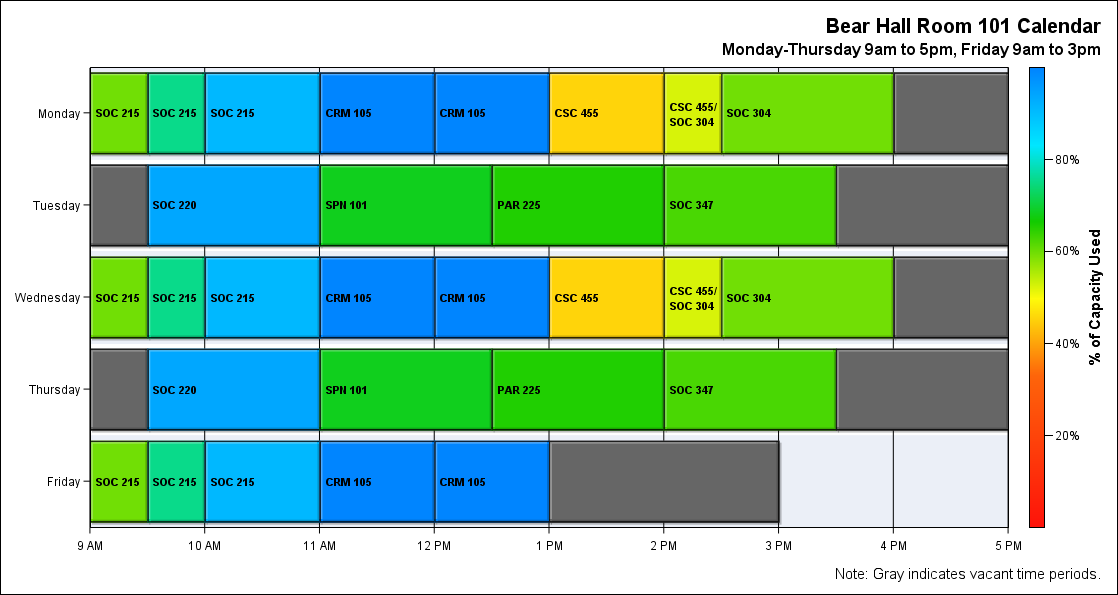 Bear Hall Room 101 Calendar
Monday-Thursday 9am to 5pm, Friday 9am to 3pm
Monday
SOC 215
SOC 215
SOC 215
CRM 105
CRM 105
CSC 455
CSC 455/
SOC 304
SOC 304
Tuesday
SOC 220
SPN 101
PAR 225
SOC 347
Wednesday
SOC 215
SOC 215
SOC 215
CRM 105
CRM 105
CSC 455
CSC 455/
SOC 304
SOC 304
Thursday
SOC 220
SPN 101
PAR 225
SOC 347
Friday
SOC 215
SOC 215
SOC 215
CRM 105
CRM 105
9 AM
10 AM
11 AM
12 PM
1 PM
2 PM
3 PM
4 PM
5 PM
80%
60%
40%
20%
% of Capacity Used
Note: Gray indicates vacant time periods.